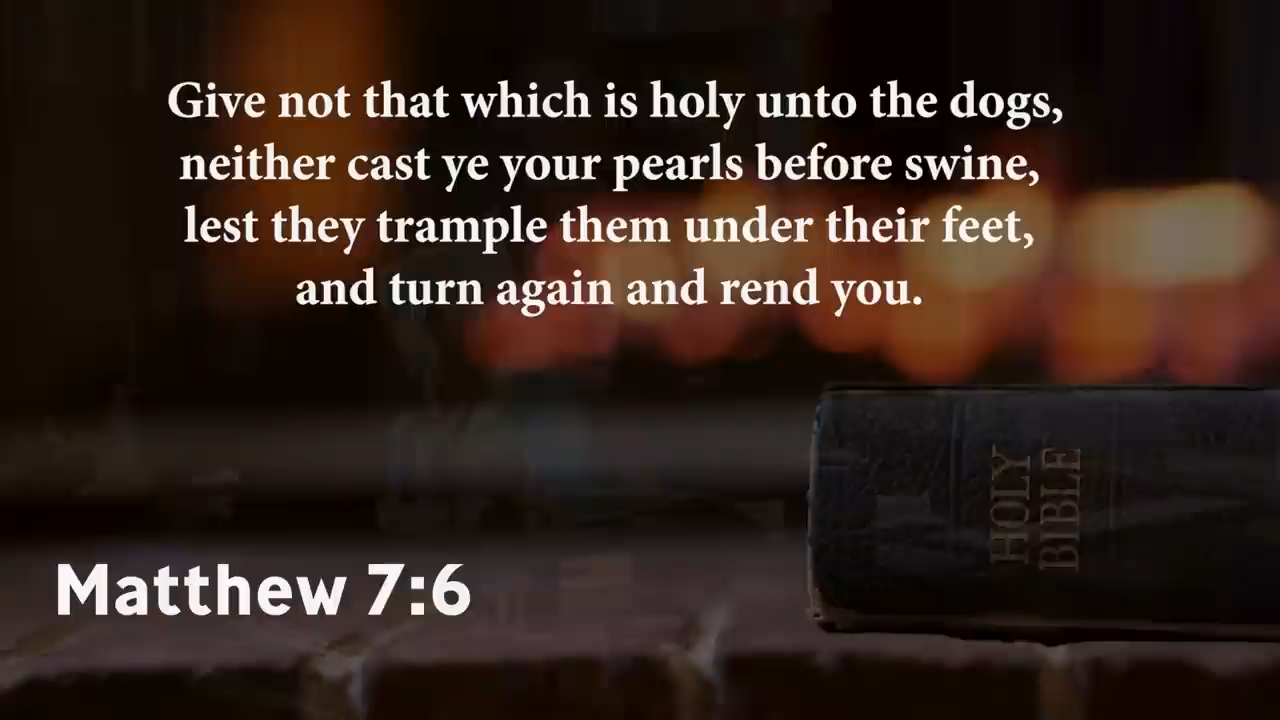 Give not that which is holy unto the dogs,
neither cast ye your pearls before swine,
lest they trample them under their feet,
and turn again and rend you.
HOLY
BIBLE
Matthew 7:6